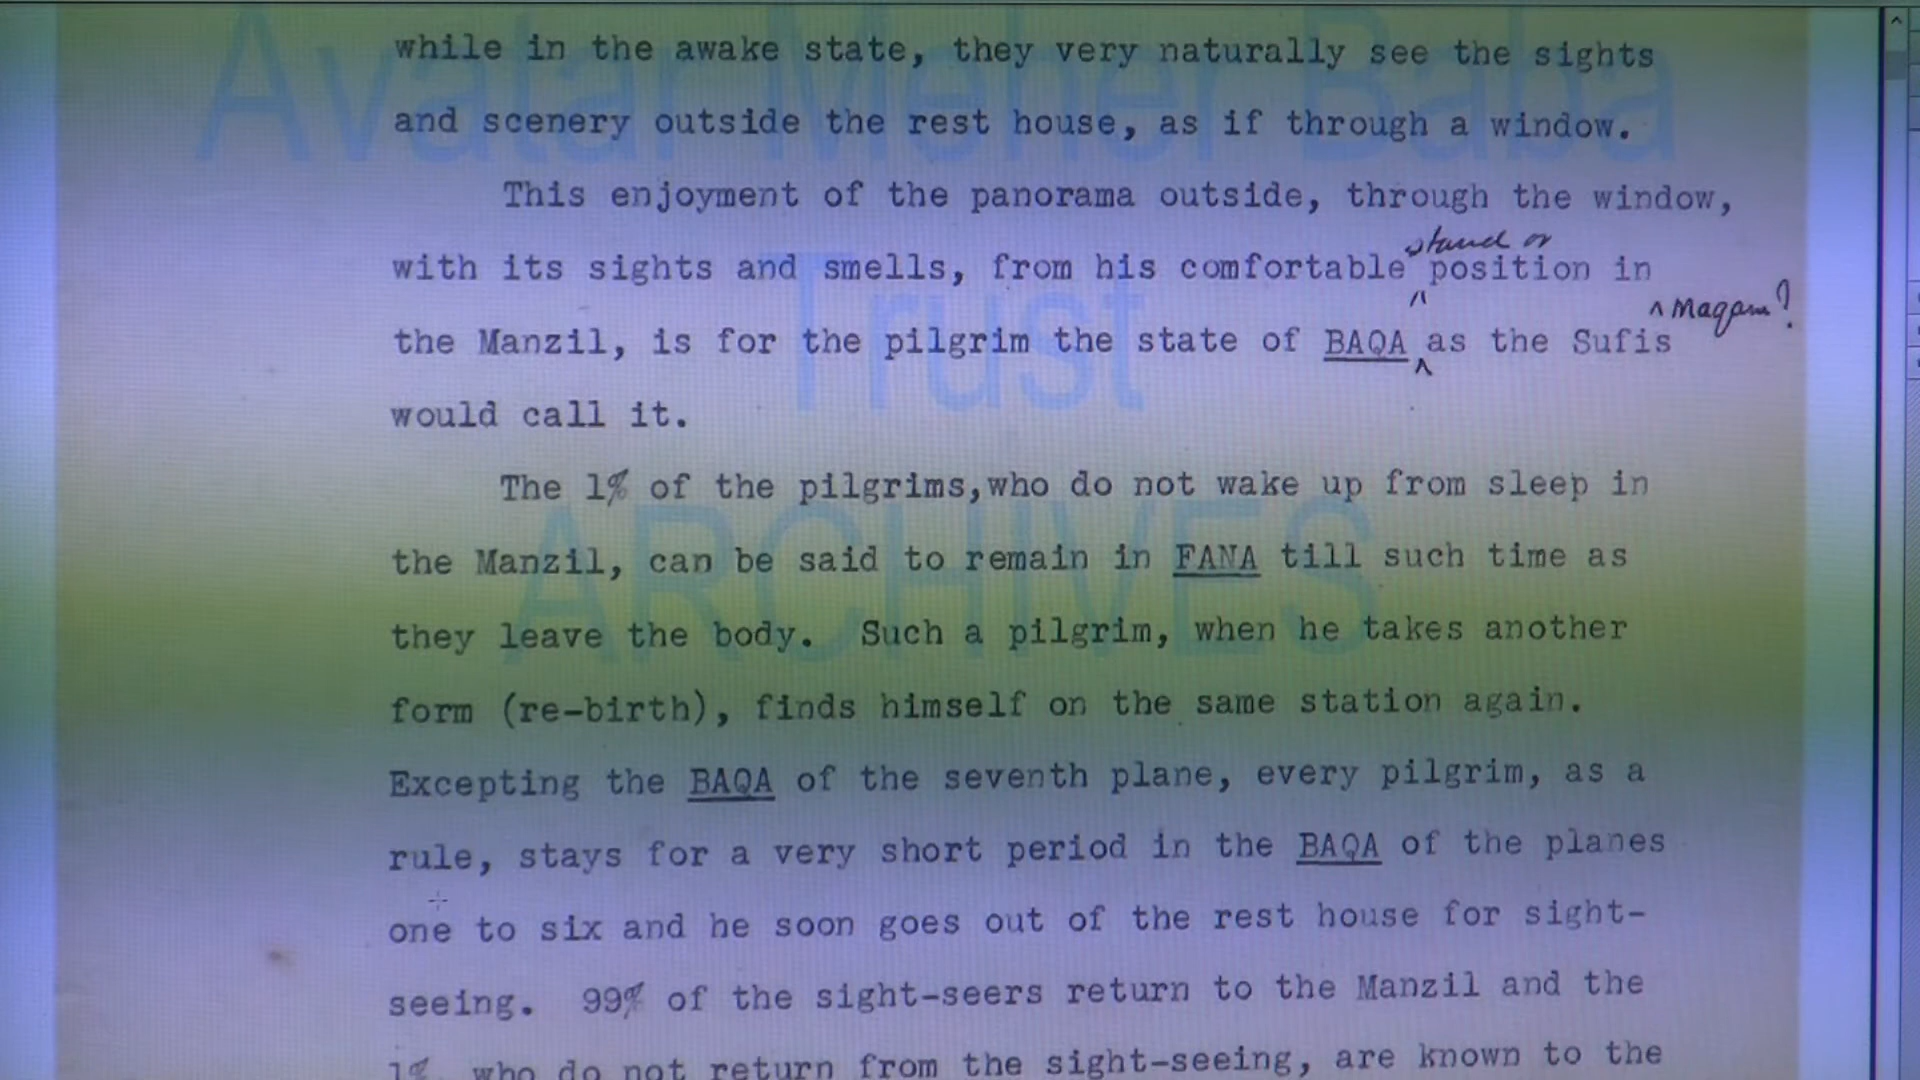 while in the awake state, they very naturally see the sights
and scenery outside the rest house, as if through a window.
This enjoyment of the panorama outside, through the window,
stand or
with its sights and smells, from his comfortable ^ position in
^ Maqam?
the Manzil, is for the pilgrim the state of BAQA ^ as the Sufis
would call it.
The 1% of the pilgrims,who do not wake up from sleep in
the Manzil, can be said to remain in FANA till such time as
they leave the body. Such a pilgrim, when he takes another
form (re-birth), finds himself on the same station again.
Excepting the BAQA of the seventh plane, every pilgrim, as a
rule, stays for a very short period in the BAQA of the planes
one to six and he soon goes out of the rest house for sight-
seeing. 99% of the sight-seers return to the Manzil and the
1% who do not return from the sight-seeing, are known to the
Avatar Meher Baba
Trust
ARCHIVES